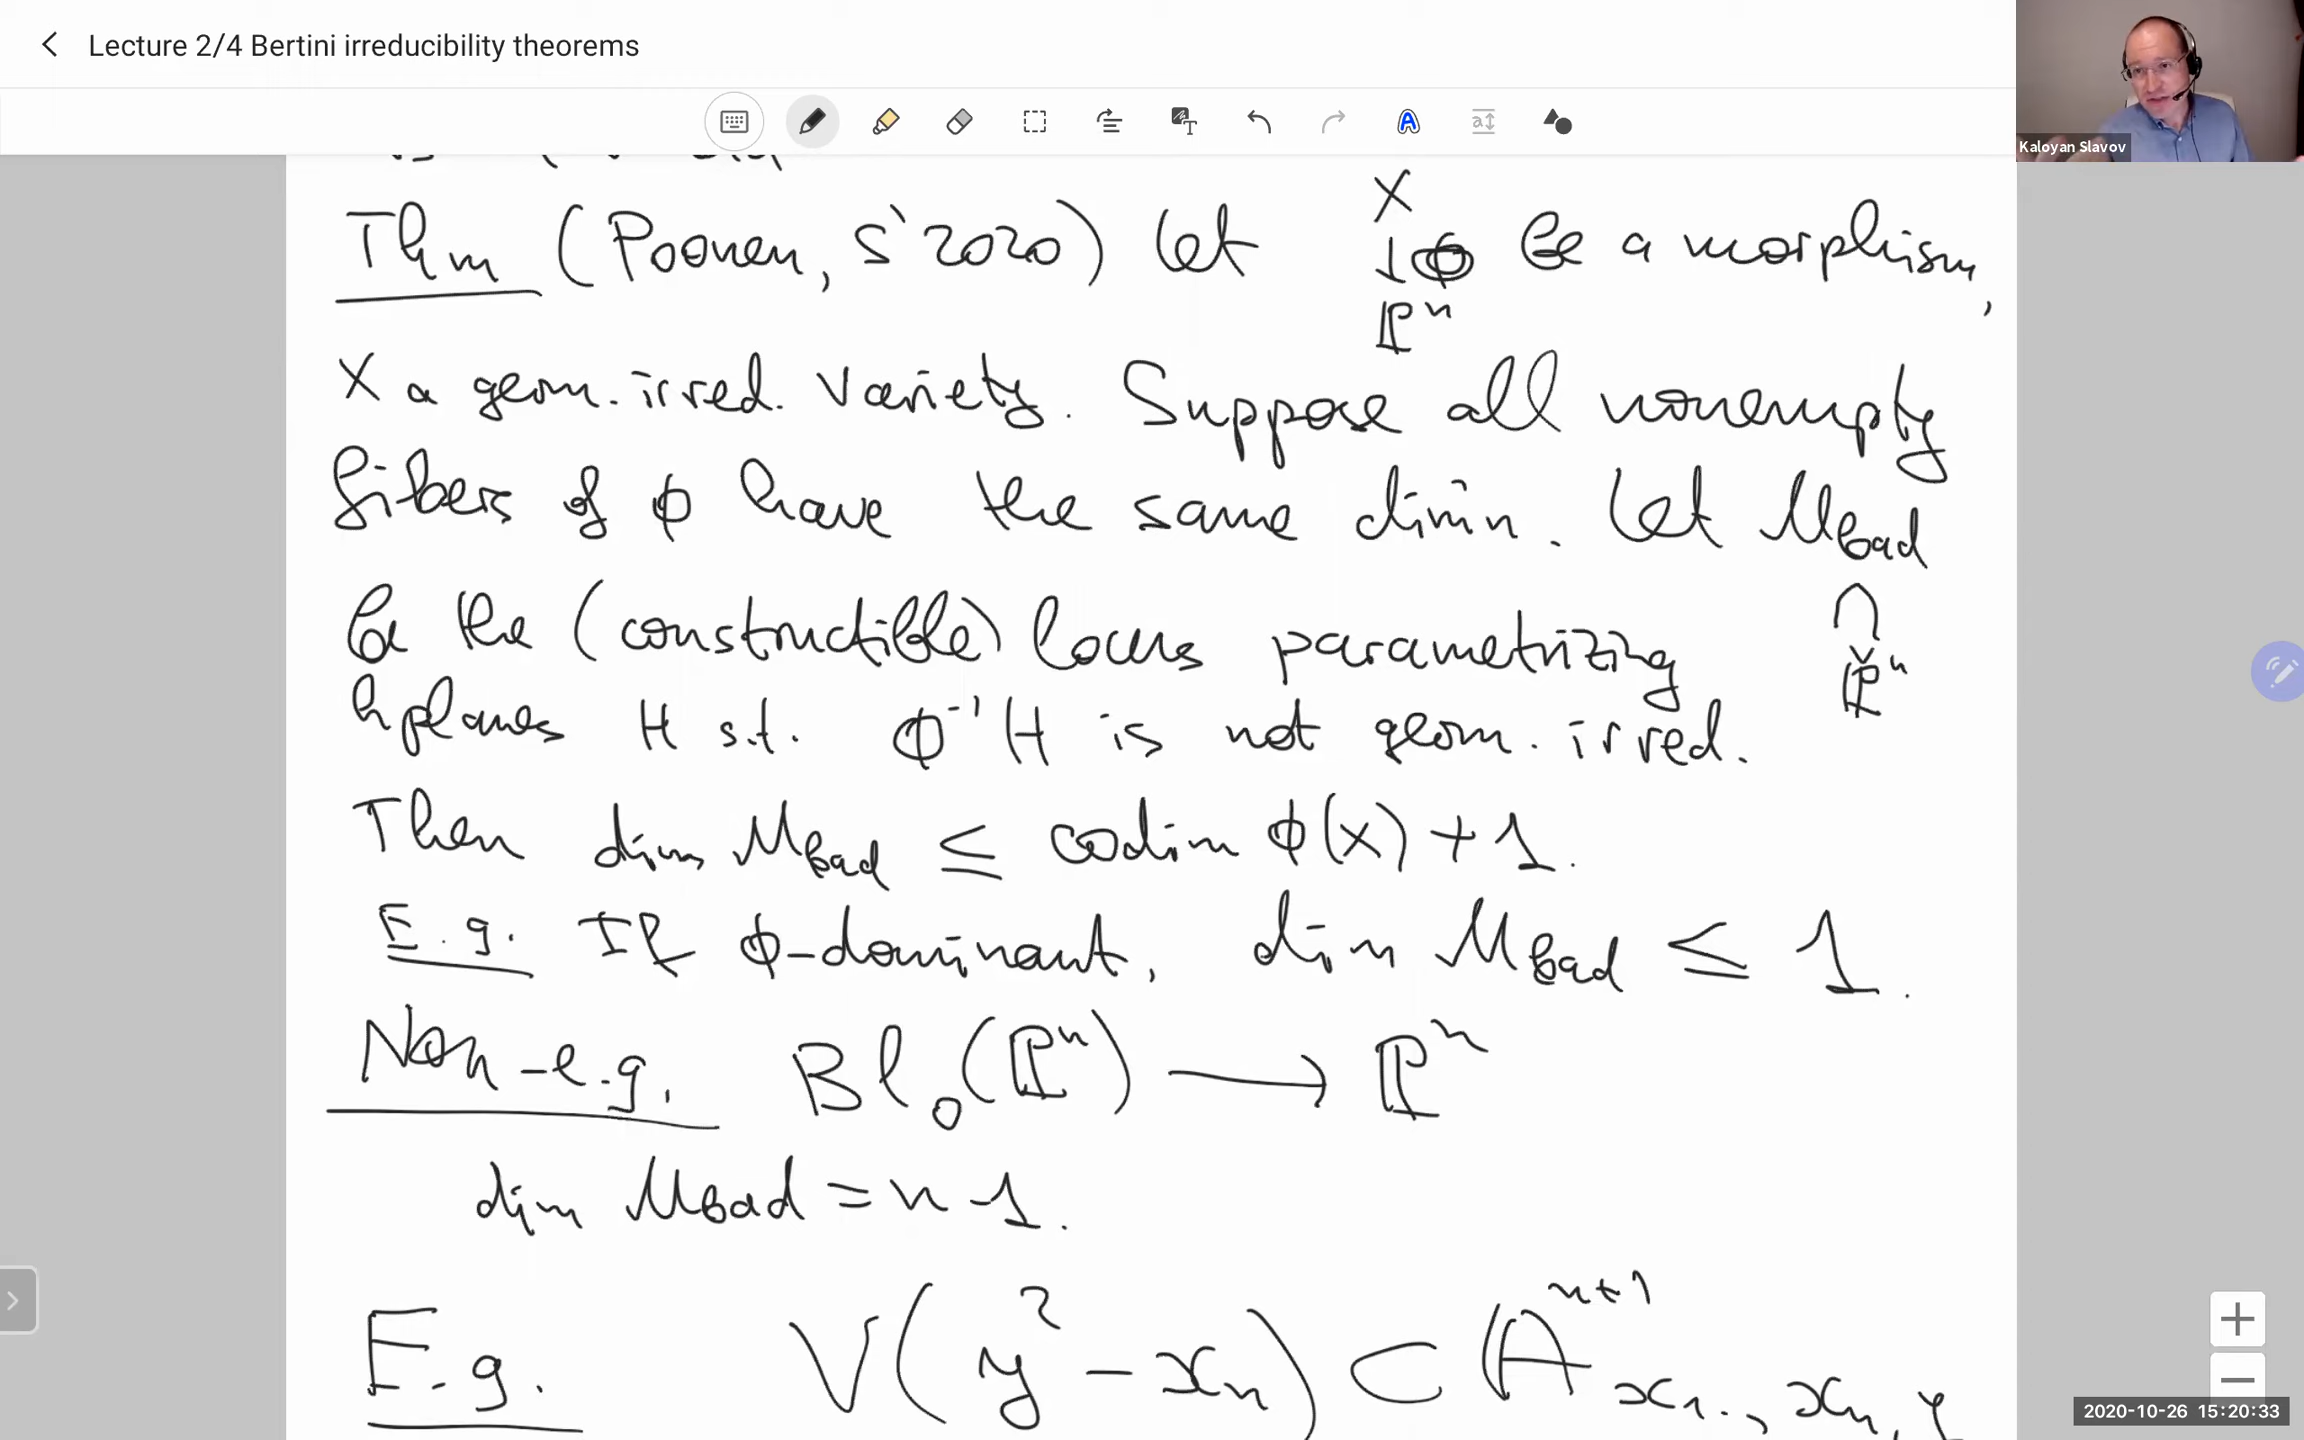 Lecture 2/4 Bertini irreducibility theorems
Kaloyan Slavov
X
Thm (Poonen, S'2020) Let ↓ϕ be a morphism,
ℙⁿ
X a geom. irred. variety. Suppose all nonempty
fibers of ϕ have the same dim'n. Let M_bad
∩
be the (constructible) locus parametrizing ℙ̌ⁿ
hplanes H s.t. ϕ⁻¹H is not geom. irred.
Then dim M_bad ≤ codim ϕ(X) + 1.
E.g. If ϕ-dominant, dim M_bad ≤ 1.
Non-e.g. Bl₀(ℙⁿ) → ℙⁿ
dim M_bad = n-1.
E.g. V(y² - xₙ) ⊂ 𝔸ⁿ⁺¹ x₁.., xₙ, y
2020-10-26 15:20:33